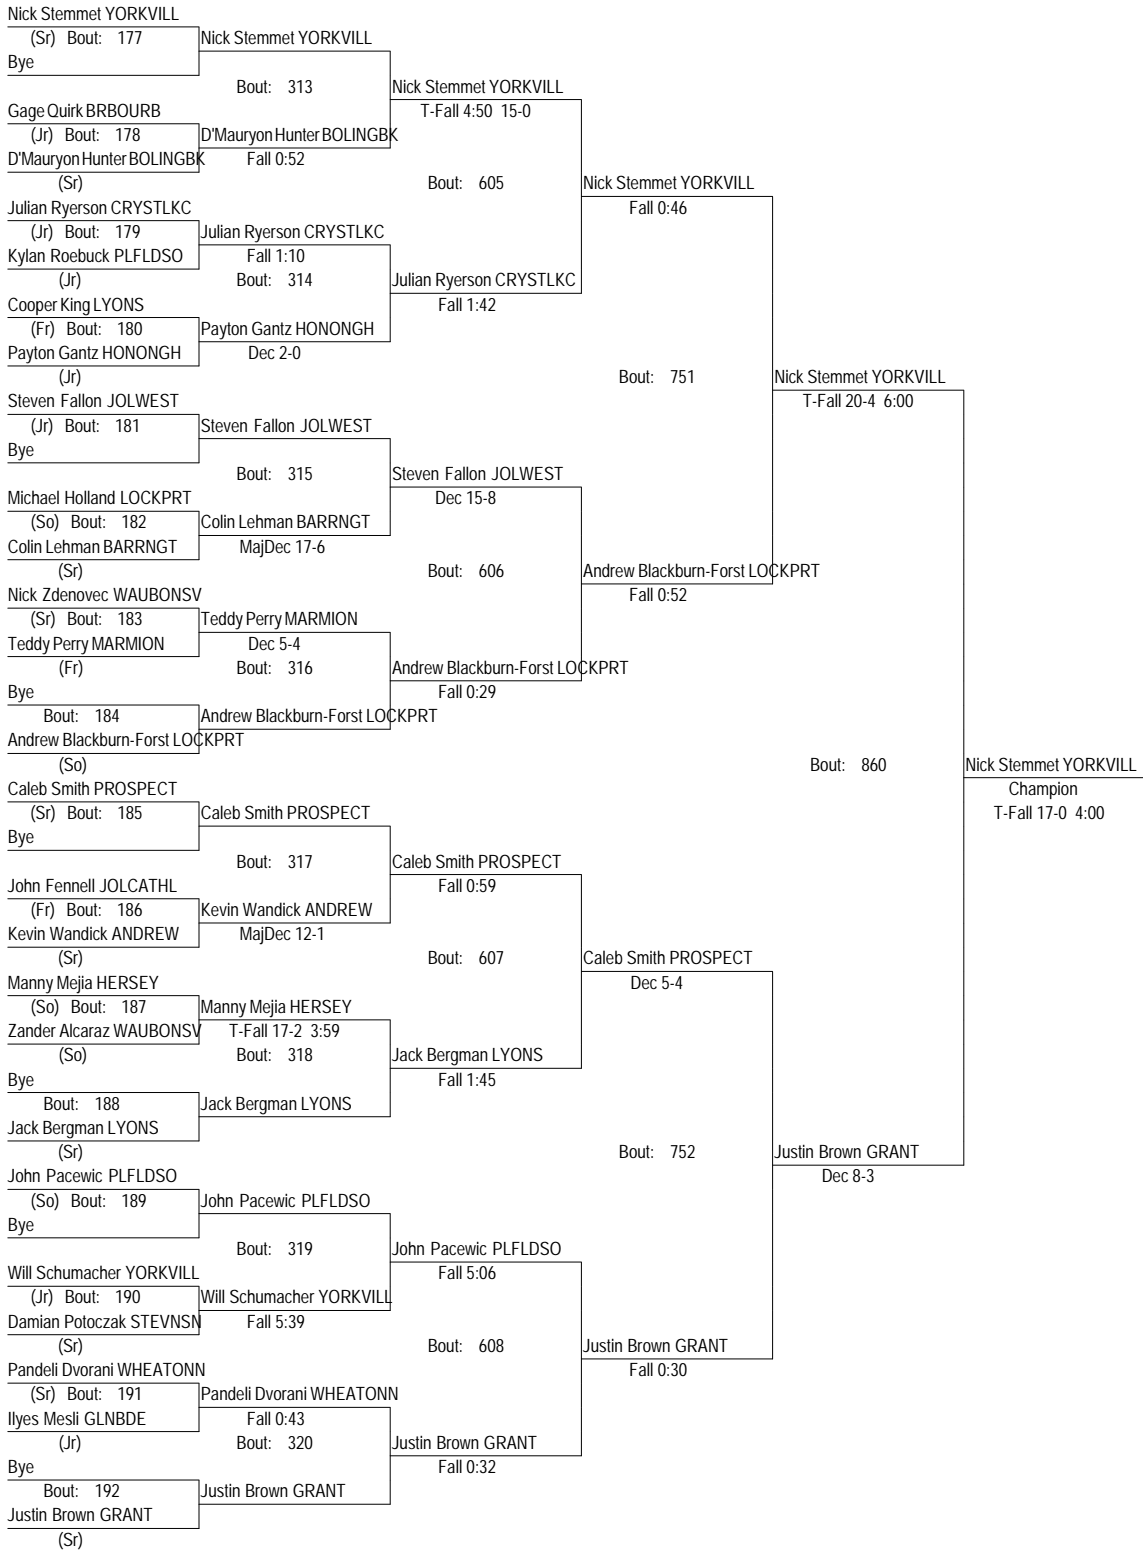 Nick Stemmet YORKVILL
(Sr) Bout: 177 Nick Stemmet YORKVILL
Bye
Bout: 313 Nick Stemmet YORKVILL
Gage Quirk BRBOURB T-Fall 4:50 15-0
(Jr) Bout: 178 D'Mauryon Hunter BOLINGBK
D'Mauryon Hunter BOLINGBK Fall 0:52
(Sr) Bout: 605 Nick Stemmet YORKVILL
Julian Ryerson CRYSTLKC Fall 0:46
(Jr) Bout: 179 Julian Ryerson CRYSTLKC
Kylan Roebuck PLFLDSO Fall 1:10
(Jr) Bout: 314 Julian Ryerson CRYSTLKC
Cooper King LYONS Fall 1:42
(Fr) Bout: 180 Payton Gantz HONONGH
Payton Gantz HONONGH Dec 2-0
(Jr) Bout: 751 Nick Stemmet YORKVILL
Steven Fallon JOLWEST T-Fall 20-4 6:00
(Jr) Bout: 181 Steven Fallon JOLWEST
Bye
Bout: 315 Steven Fallon JOLWEST
Michael Holland LOCKPRT Dec 15-8
(So) Bout: 182 Colin Lehman BARRNGT
Colin Lehman BARRNGT MajDec 17-6
(Sr) Bout: 606 Andrew Blackburn-Forst LOCKPRT
Nick Zdenovec WAUBONSV Fall 0:52
(Sr) Bout: 183 Teddy Perry MARMION
Teddy Perry MARMION Dec 5-4
(Fr) Bout: 316 Andrew Blackburn-Forst LOCKPRT
Bye Fall 0:29
Bout: 184 Andrew Blackburn-Forst LOCKPRT
Andrew Blackburn-Forst LOCKPRT
(So) Bout: 860 Nick Stemmet YORKVILL
Caleb Smith PROSPECT Champion
(Sr) Bout: 185 Caleb Smith PROSPECT T-Fall 17-0 4:00
Bye
Bout: 317 Caleb Smith PROSPECT
John Fennell JOLCATHL Fall 0:59
(Fr) Bout: 186 Kevin Wandick ANDREW
Kevin Wandick ANDREW MajDec 12-1
(Sr) Bout: 607 Caleb Smith PROSPECT
Manny Mejia HERSEY Dec 5-4
(So) Bout: 187 Manny Mejia HERSEY
Zander Alcaraz WAUBONSV T-Fall 17-2 3:59
(So) Bout: 318 Jack Bergman LYONS
Bye Fall 1:45
Bout: 188 Jack Bergman LYONS
Jack Bergman LYONS
(Sr) Bout: 752 Justin Brown GRANT
John Pacewic PLFLDSO Dec 8-3
(So) Bout: 189 John Pacewic PLFLDSO
Bye
Bout: 319 John Pacewic PLFLDSO
Will Schumacher YORKVILL Fall 5:06
(Jr) Bout: 190 Will Schumacher YORKVILL
Damian Potoczak STEVNSN Fall 5:39
(Sr) Bout: 608 Justin Brown GRANT
Pandeli Dvorani WHEATONN Fall 0:30
(Sr) Bout: 191 Pandeli Dvorani WHEATONN
Ilyes Mesli GLNBDE Fall 0:43
(Jr) Bout: 320 Justin Brown GRANT
Bye Fall 0:32
Bout: 192 Justin Brown GRANT
Justin Brown GRANT
(Sr)